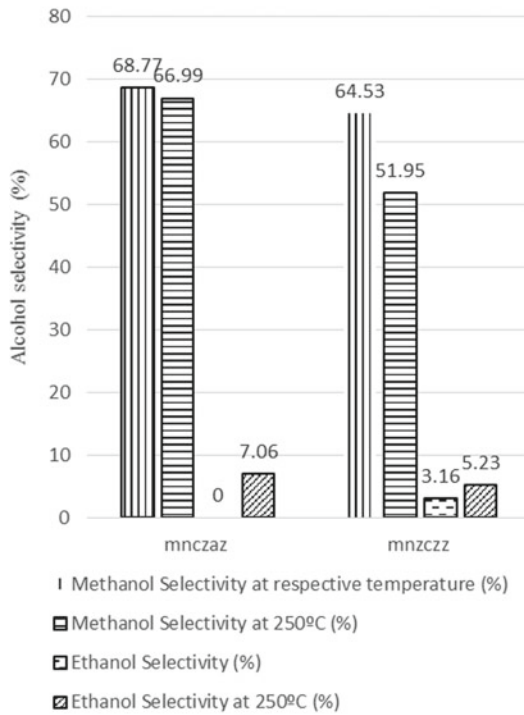 80
70
60
50
40
30
20
10
0
Alcohol selectivity (%)
68.77
66.99
0
7.06
64.53
51.95
3.16
5.23
mnczaz
mnzczz
Methanol Selectivity at respective temperature (%)
Methanol Selectivity at 250ºC (%)
Ethanol Selectivity (%)
Ethanol Selectivity at 250ºC (%)